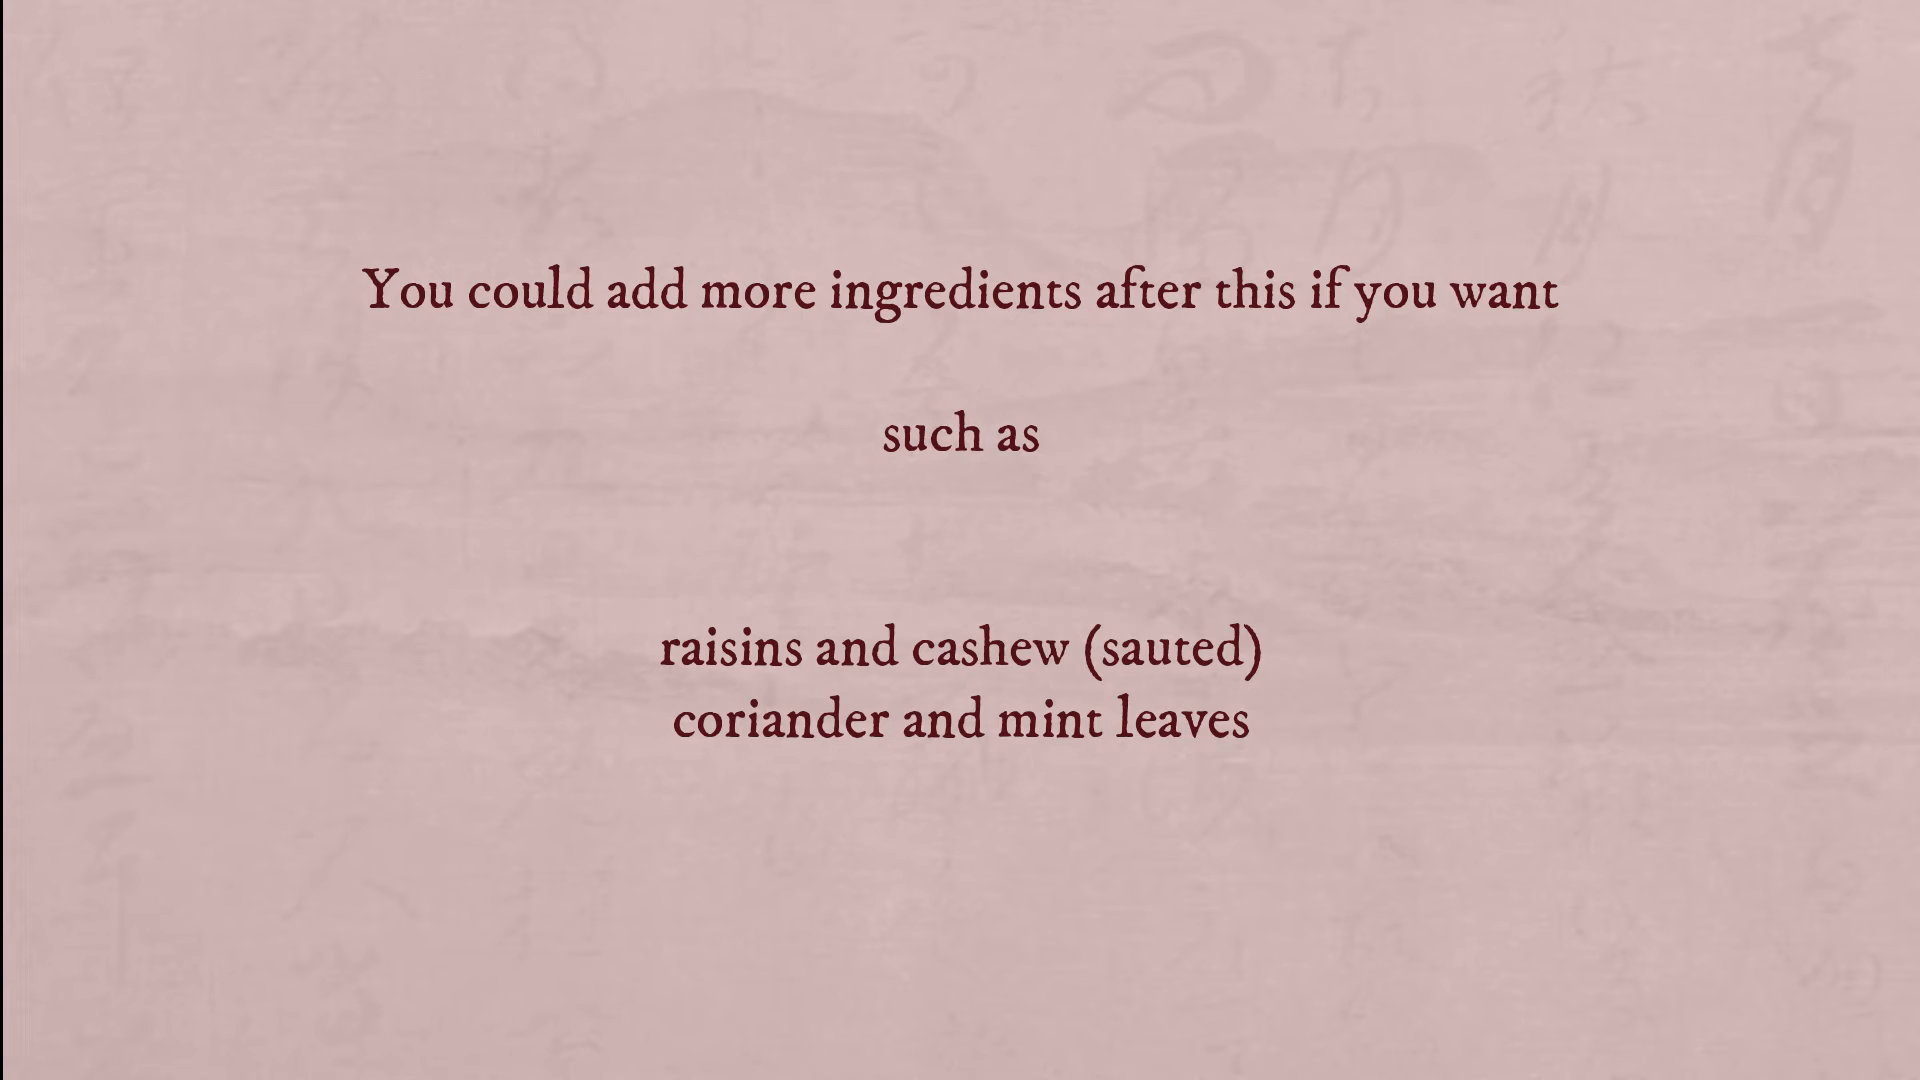 You could add more ingredients after this if you want
such as
raisins and cashew (sauted)
coriander and mint leaves